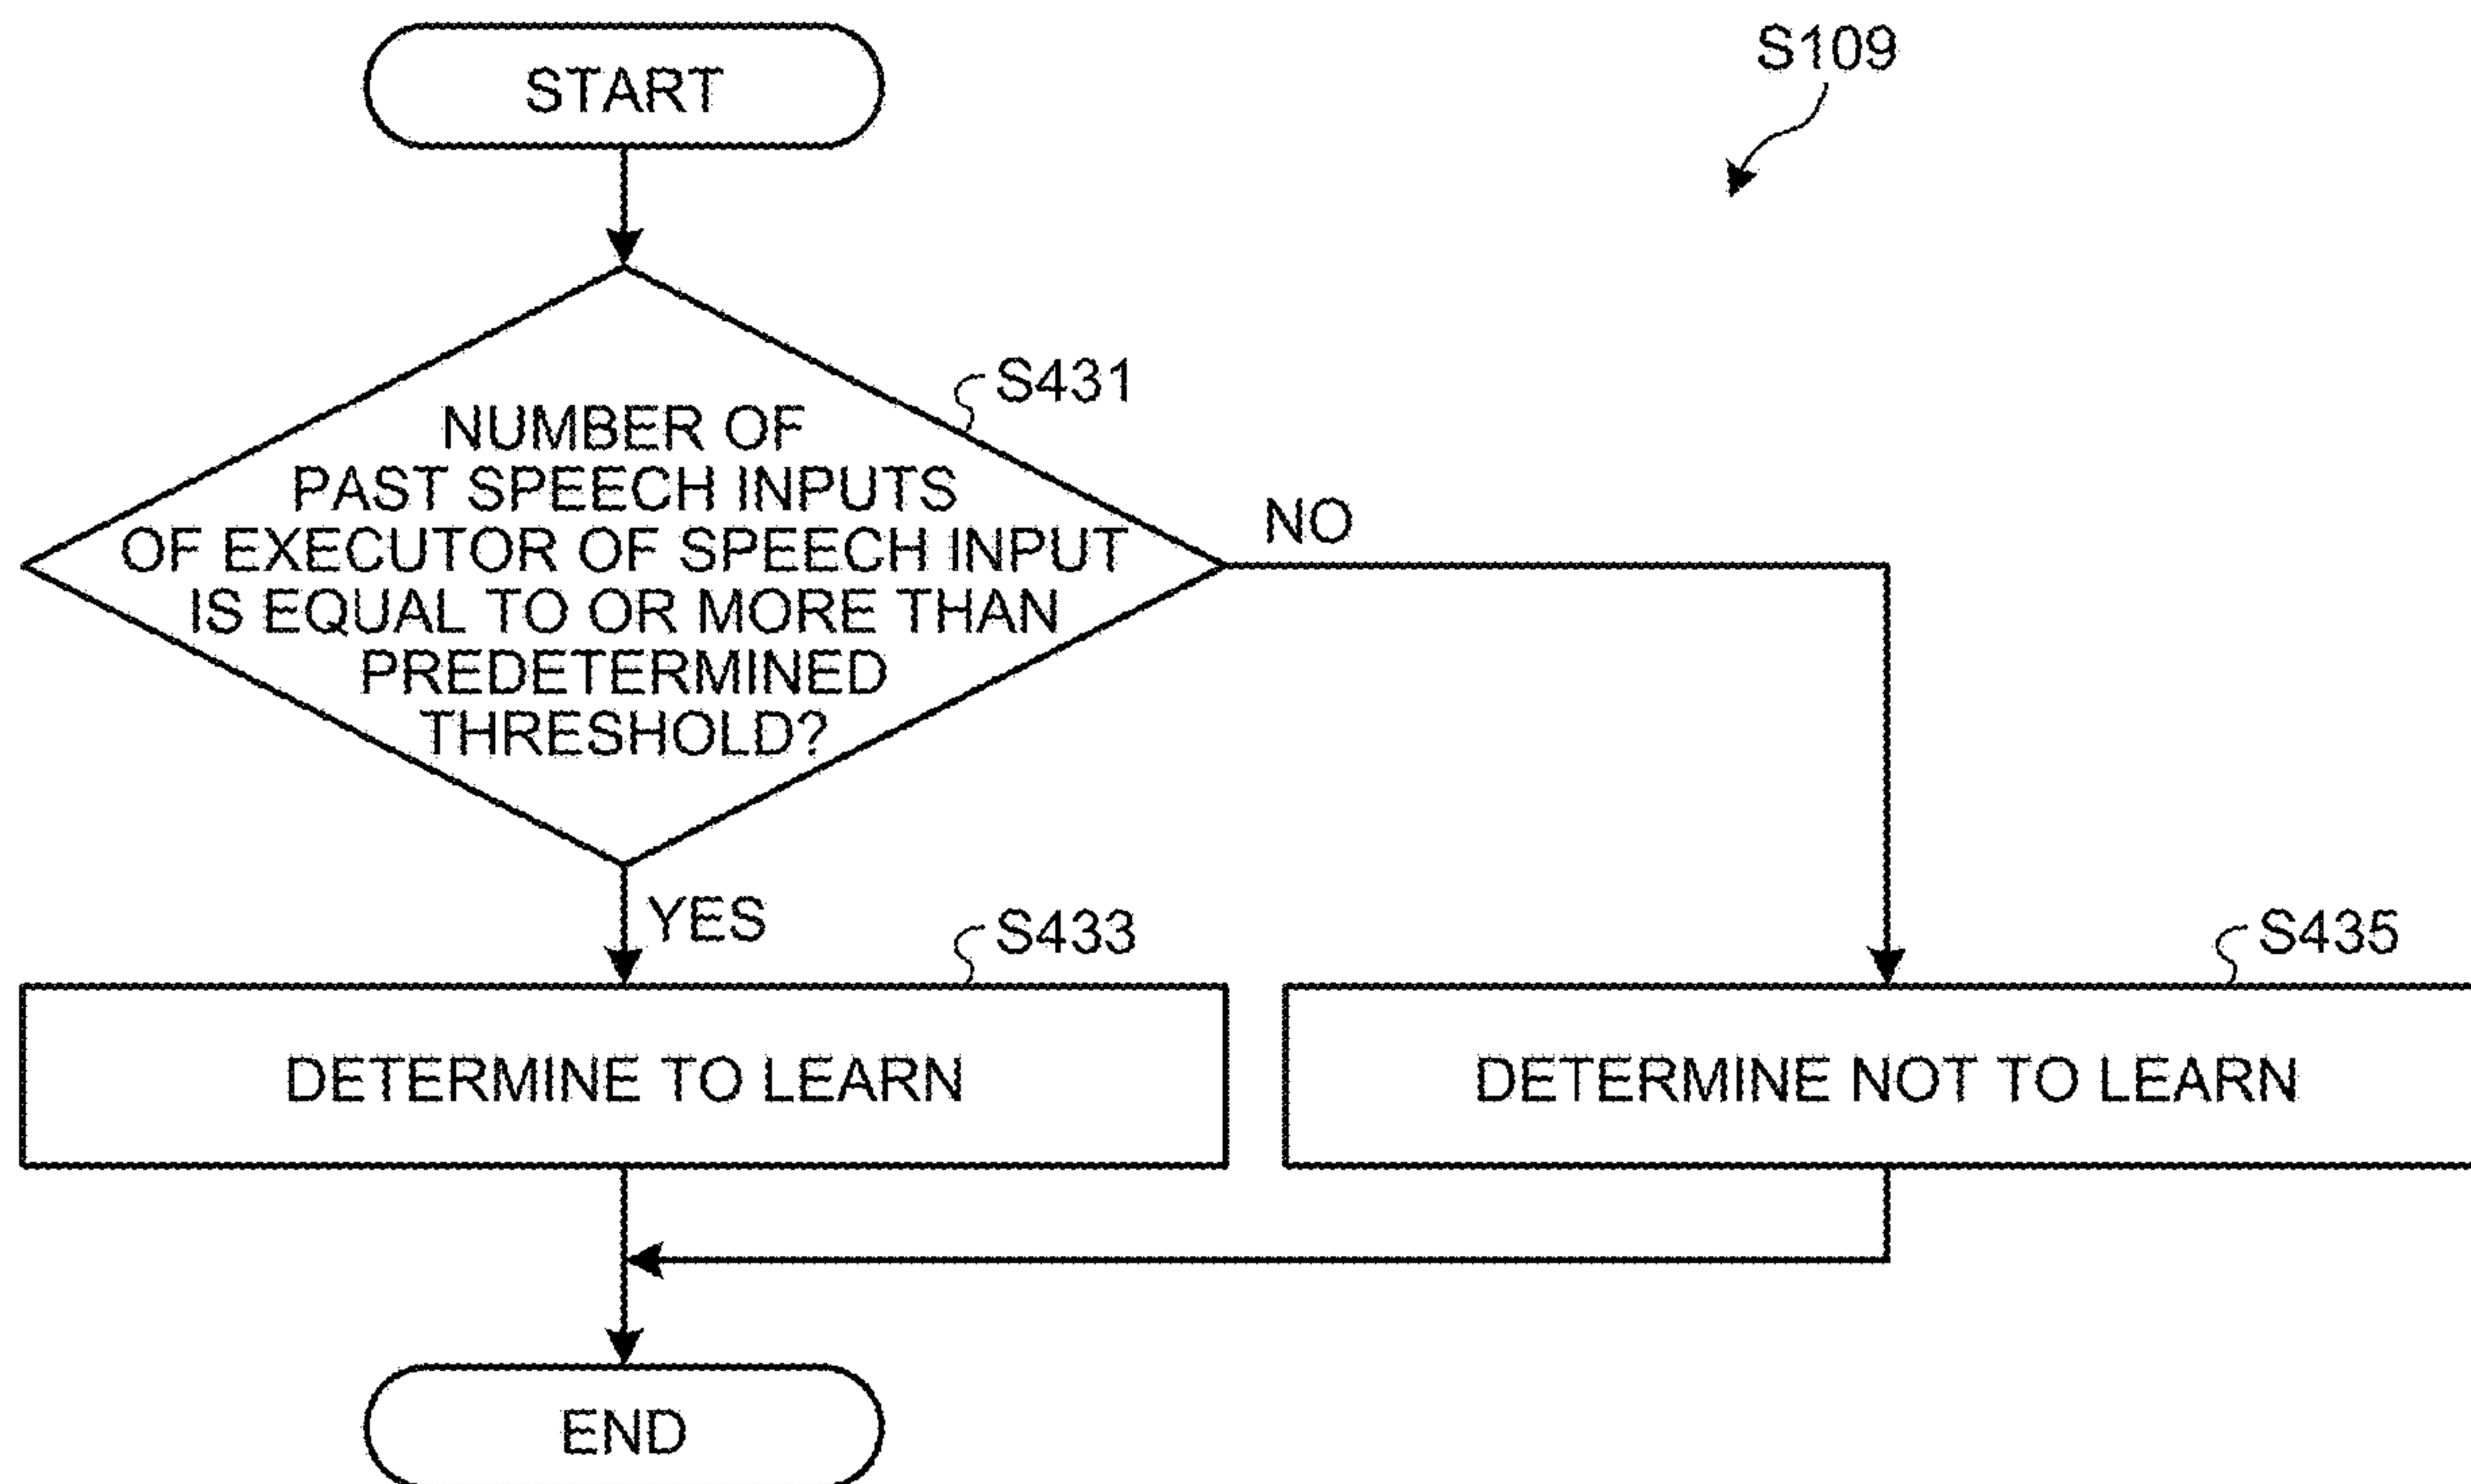 START
S109
S431
NUMBER OF
PAST SPEECH INPUTS
OF EXECUTOR OF SPEECH INPUT
IS EQUAL TO OR MORE THAN
PREDETERMINED
THRESHOLD?
NO
YES
S433
S435
DETERMINE TO LEARN
DETERMINE NOT TO LEARN
END